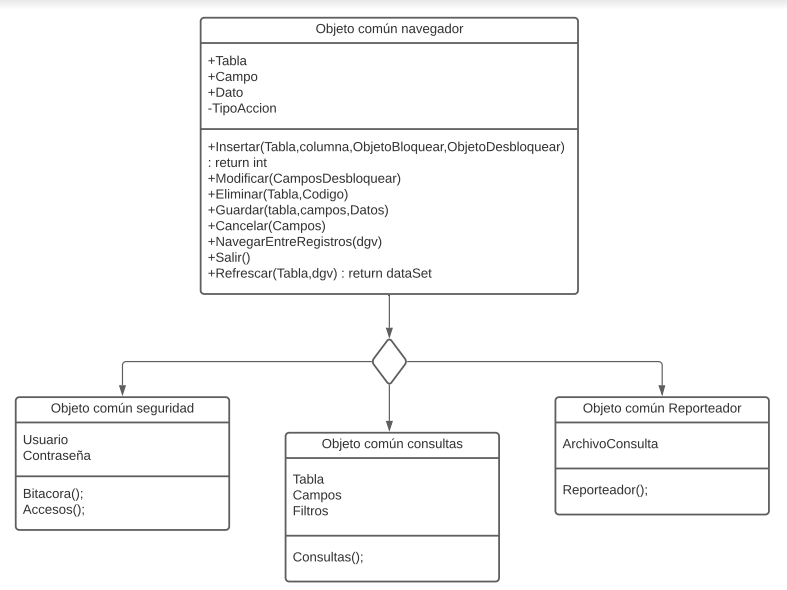 Objeto común navegador
+Tabla
+Campo
+Dato
-TipoAccion
+Insertar(Tabla,columna,ObjetoBloquear,ObjetoDesbloquear)
: return int
+Modificar(CamposDesbloquear)
+Eliminar(Tabla,Codigo)
+Guardar(tabla,campos,Datos)
+Cancelar(Campos)
+NavegarEntreRegistros(dgv)
+Salir()
+Refrescar(Tabla,dgv) : return dataSet
Objeto común seguridad
Usuario
Contraseña
Bitacora();
Accesos();
Objeto común consultas
Tabla
Campos
Filtros
Consultas();
Objeto común Reporteador
ArchivoConsulta
Reporteador();